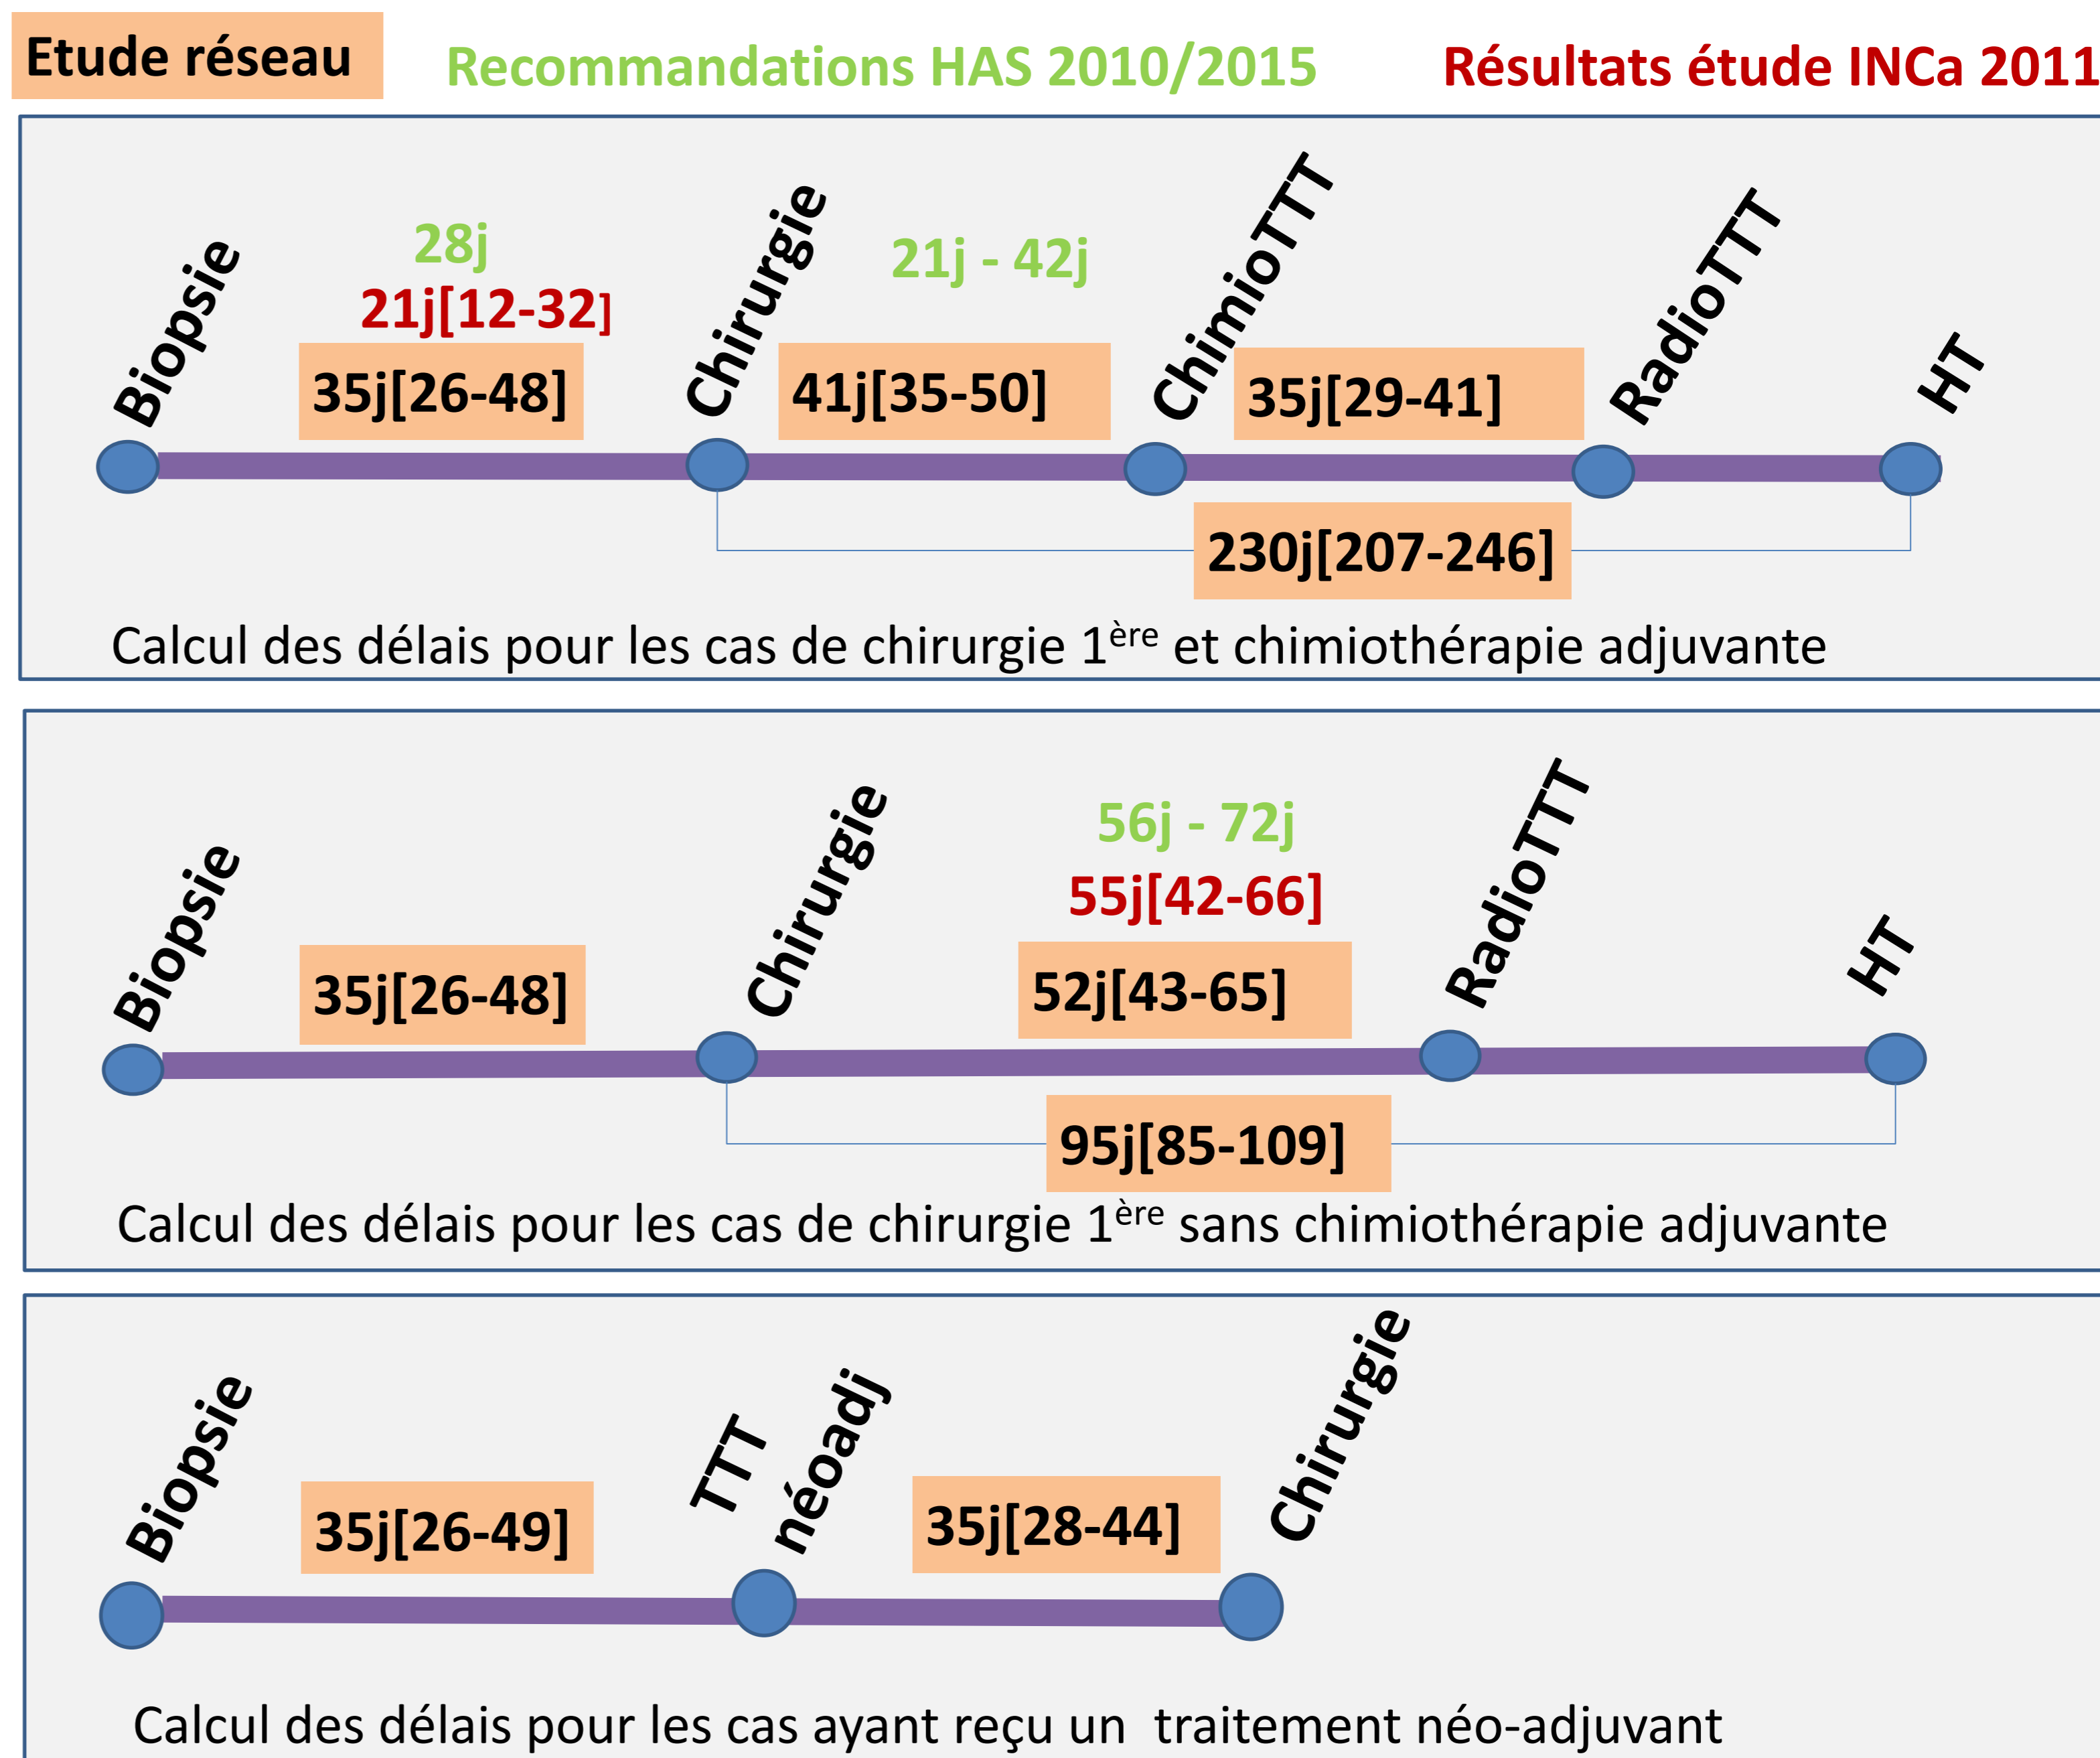 Etude réseau
Recommandations HAS 2010/2015
Résultats étude INCa 2011
Biopsie
28j
21j[12-32]
35j[26-48]
Chirurgie
21j - 42j
41j[35-50]
ChimioTTT
35j[29-41]
RadioTTT
HT
230j[207-246]
Calcul des délais pour les cas de chirurgie 1ère et chimiothérapie adjuvante
Biopsie
35j[26-48]
Chirurgie
56j - 72j
55j[42-66]
52j[43-65]
RadioTTT
HT
95j[85-109]
Calcul des délais pour les cas de chirurgie 1ère sans chimiothérapie adjuvante
Biopsie
35j[26-49]
TTT
néoadj
35j[28-44]
Chirurgie
Calcul des délais pour les cas ayant reçu un  traitement néo-adjuvant